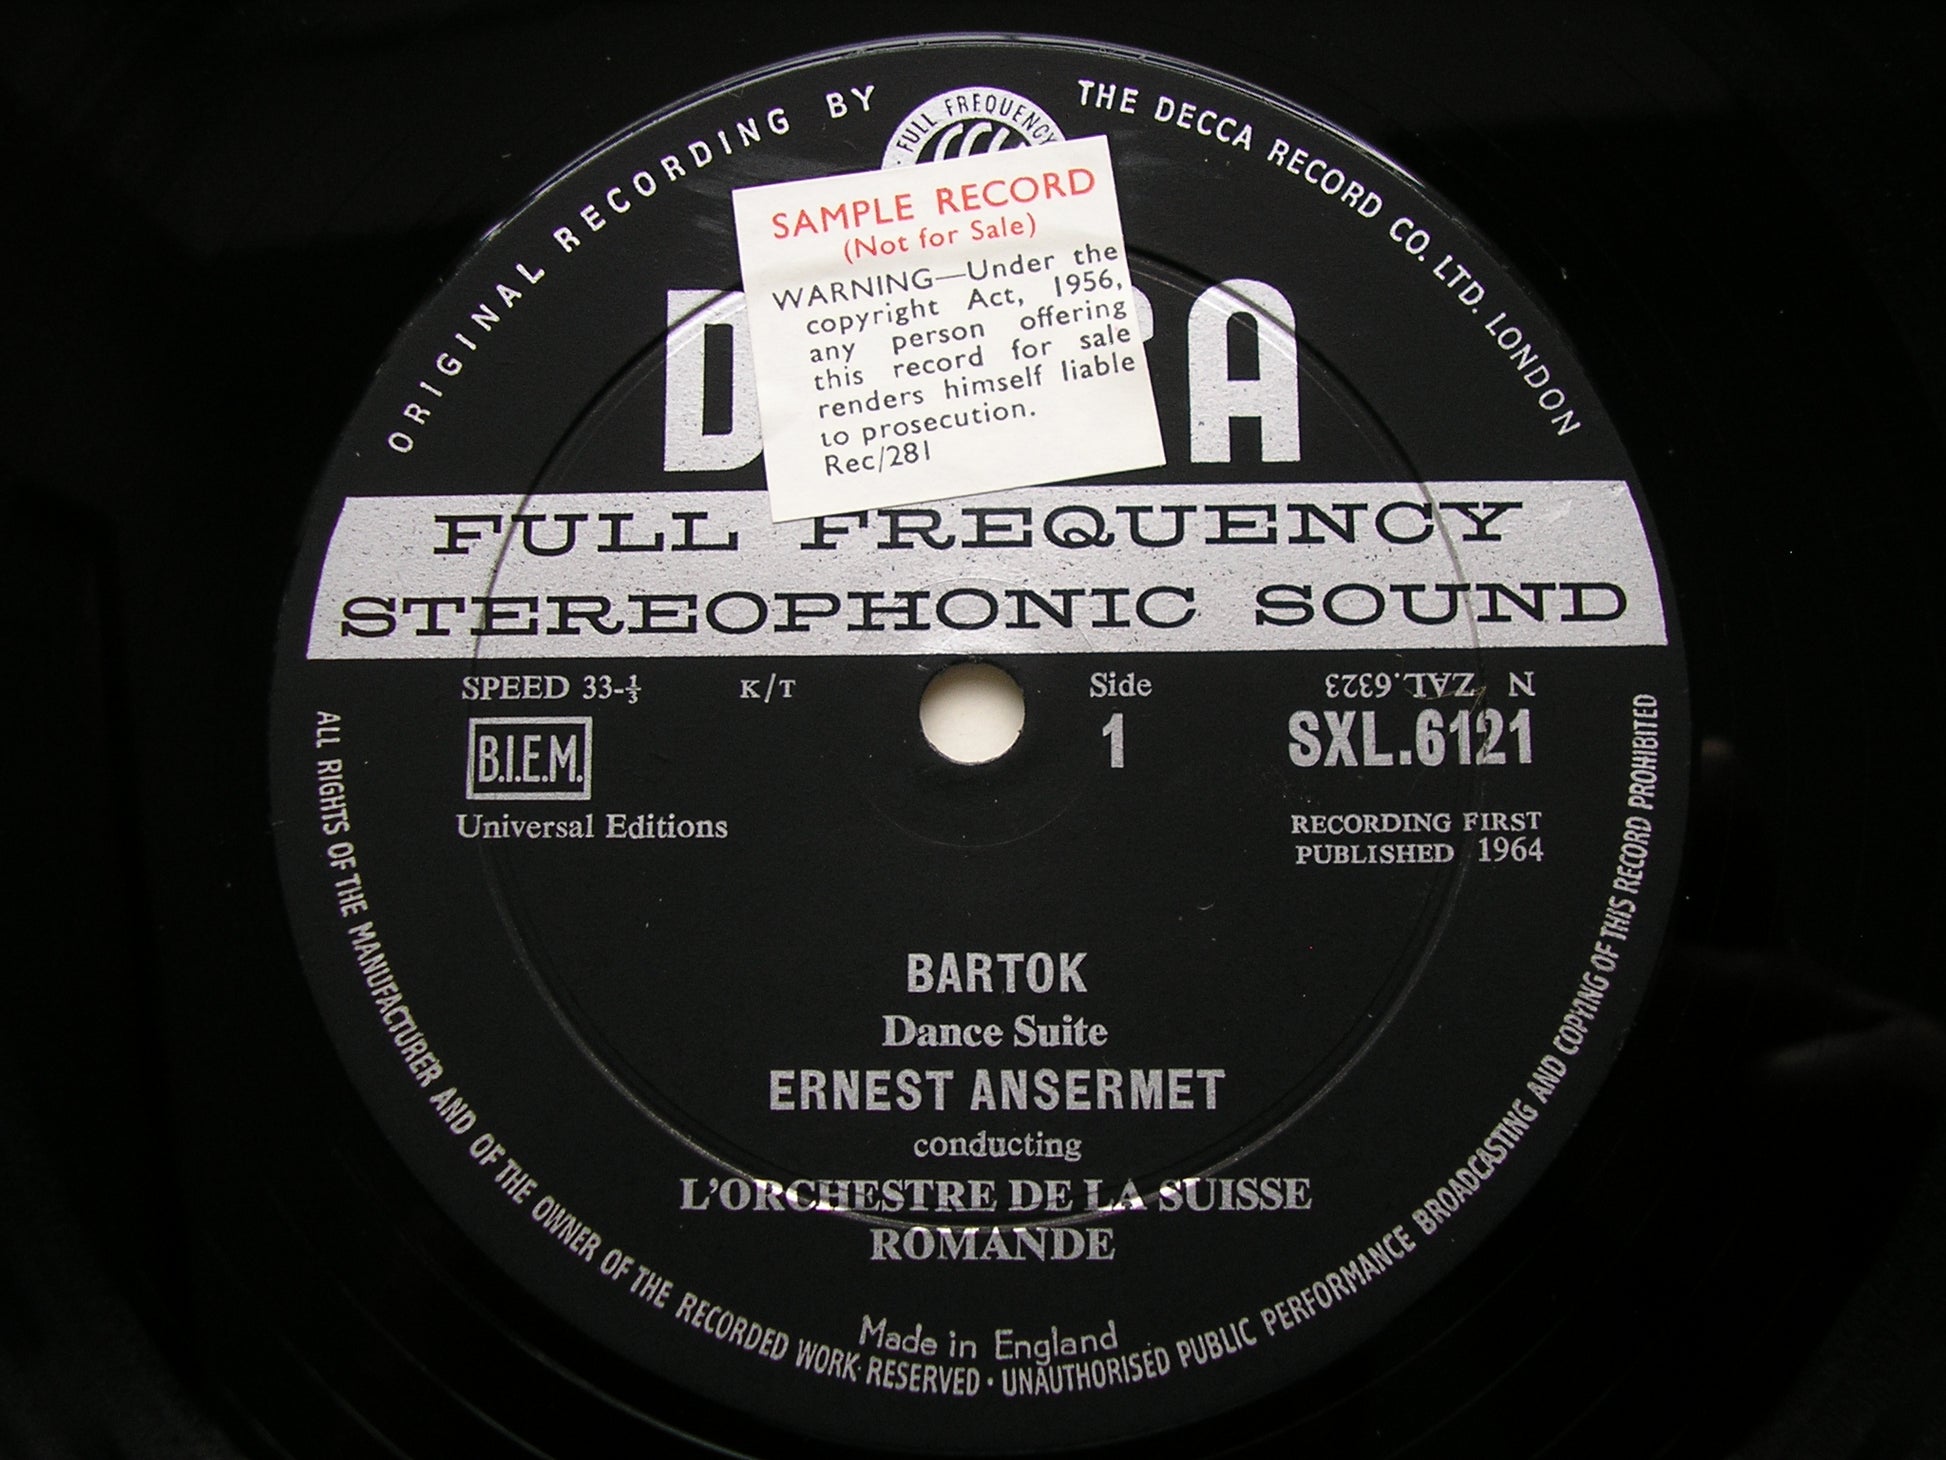 ORIGINAL RECORDING BY
THE DECCA RECORD CO. LTD. LONDON
FULL FREQUENCY
SAMPLE RECORD
(Not for Sale)
WARNING—Under the
copyright Act, 1956,
any person offering
this record for sale
renders himself liable
to prosecution.
Rec/281
FULL FREQUENCY
STEREOPHONIC SOUND
SPEED 33-⅓ K/T
Side
1
ZAL.6323 N
SXL.6121
B.I.E.M.
Universal Editions
RECORDING FIRST
PUBLISHED 1964
BARTOK
Dance Suite
ERNEST ANSERMET
conducting
L'ORCHESTRE DE LA SUISSE
ROMANDE
Made in England
ALL RIGHTS OF THE MANUFACTURER AND OF THE OWNER OF THE RECORDED WORK RESERVED · UNAUTHORISED PUBLIC PERFORMANCE BROADCASTING AND COPYING OF THIS RECORD PROHIBITED